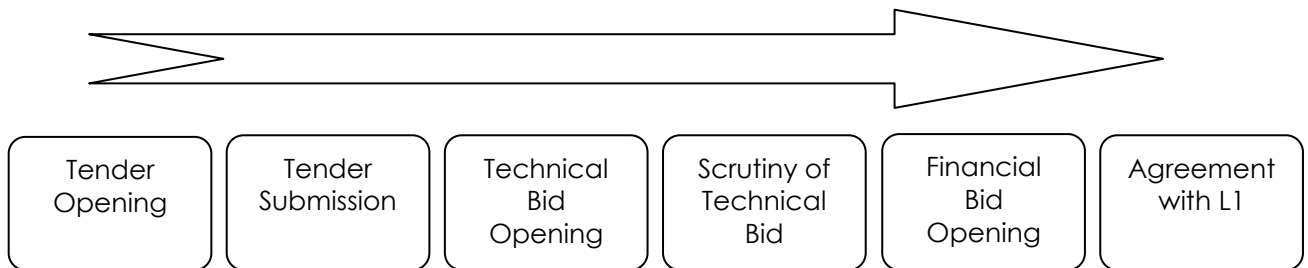 Tender
Opening
Tender
Submission
Technical
Bid
Opening
Scrutiny of
Technical
Bid
Financial
Bid
Opening
Agreement
with L1